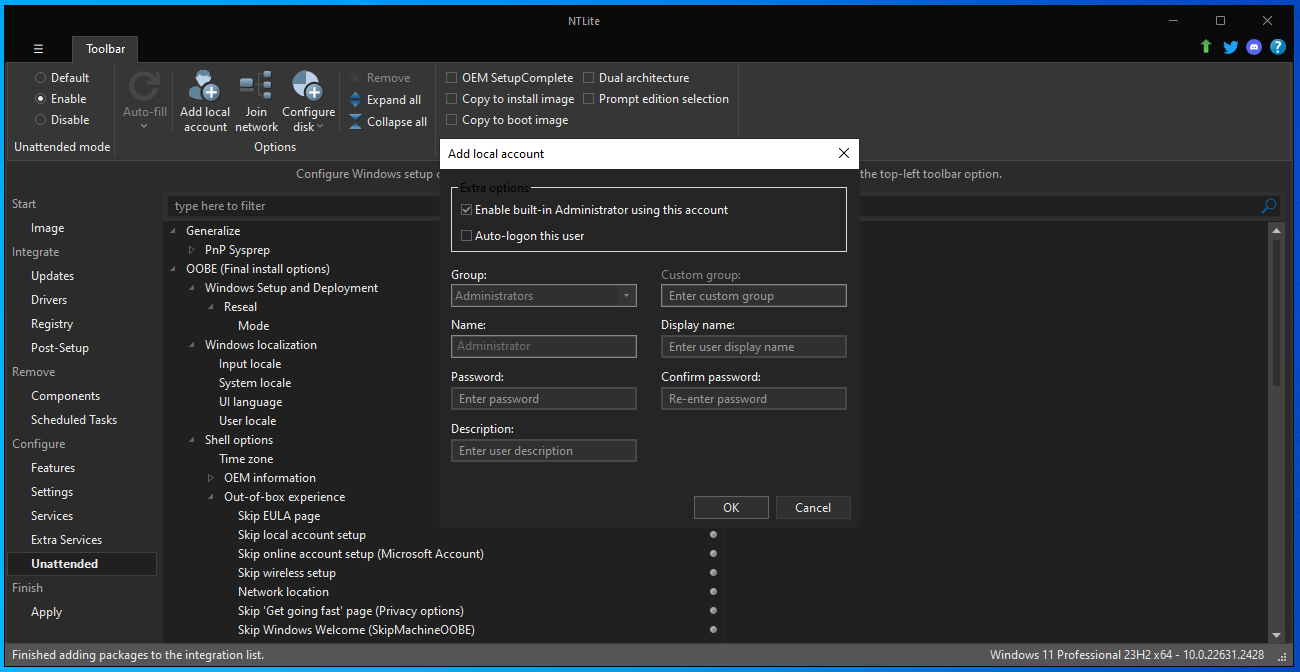 NTLite
Toolbar
Default
Enable
Disable
Unattended mode
Auto-fill
Add local account
Join network
Configure disk
Options
Remove
Expand all
Collapse all
OEM SetupComplete
Copy to install image
Copy to boot image
Dual architecture
Prompt edition selection
Configure Windows setup
the top-left toolbar option.
Start
Image
Integrate
Updates
Drivers
Registry
Post-Setup
Remove
Components
Scheduled Tasks
Configure
Features
Settings
Services
Extra Services
Unattended
Finish
Apply
type here to filter
Generalize
PnP Sysprep
OOBE (Final install options)
Windows Setup and Deployment
Reseal
Mode
Windows localization
Input locale
System locale
UI language
User locale
Shell options
Time zone
OEM information
Out-of-box experience
Skip EULA page
Skip local account setup
Skip online account setup (Microsoft Account)
Skip wireless setup
Network location
Skip 'Get going fast' page (Privacy options)
Skip Windows Welcome (SkipMachineOOBE)
Add local account
Extra options
Enable built-in Administrator using this account
Auto-logon this user
Group:
Custom group:
Administrators
Enter custom group
Name:
Display name:
Administrator
Enter user display name
Password:
Confirm password:
Enter password
Re-enter password
Description:
Enter user description
OK
Cancel
Finished adding packages to the integration list.
Windows 11 Professional 23H2 x64 - 10.0.22631.2428